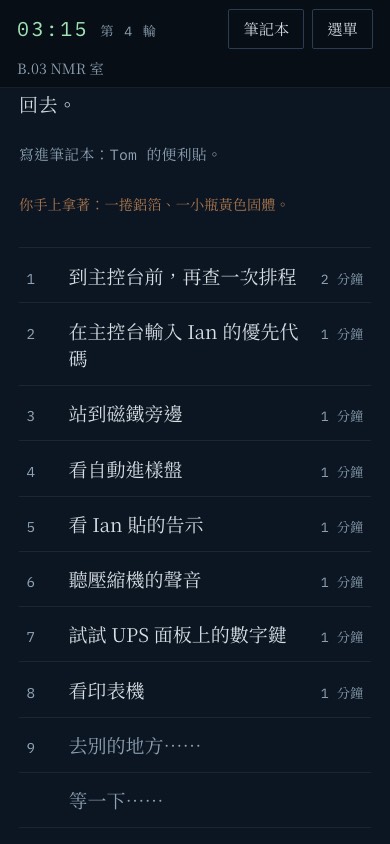 03:15 第 4 輪 筆記本 選單
B.03 NMR 室
回去。
寫進筆記本：Tom 的便利貼。
你手上拿著：一捲鋁箔、一小瓶黃色固體。
1 到主控台前，再查一次排程 2 分鐘
2 在主控台輸入 Ian 的優先代 1 分鐘
碼
3 站到磁鐵旁邊 1 分鐘
4 看自動進樣盤 1 分鐘
5 看 Ian 貼的告示 1 分鐘
6 聽壓縮機的聲音 1 分鐘
7 試試 UPS 面板上的數字鍵 1 分鐘
8 看印表機 1 分鐘
9 去別的地方⋯⋯
等一下⋯⋯